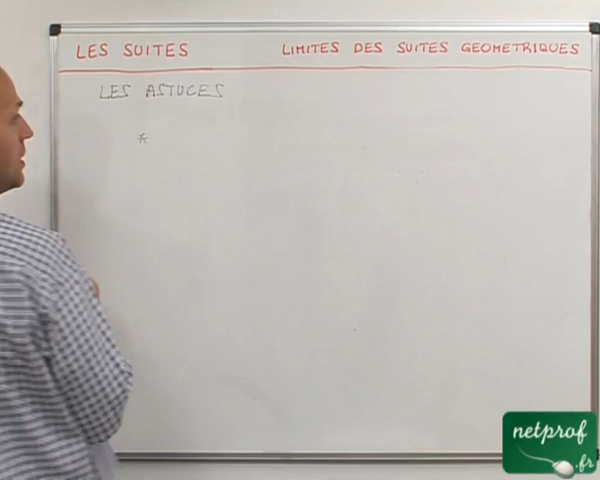 LES SUITES LIMITES DES SUITES GEOMETRIQUES
LES ASTUCES
*
netprof
.fr